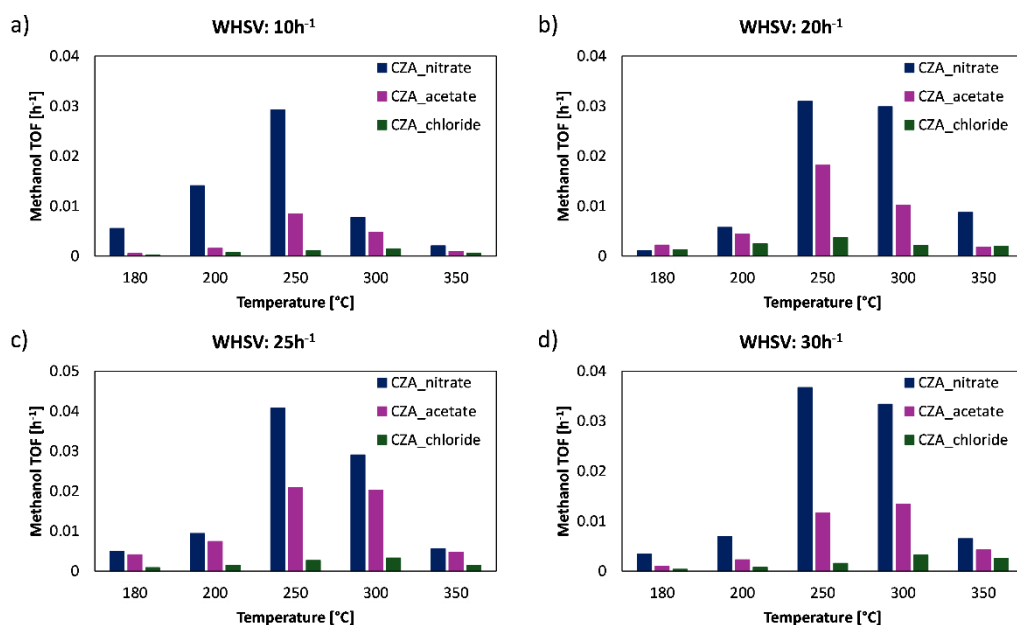 a)
WHSV: 10h⁻¹
Methanol TOF [h⁻¹]
0.04
0.03
0.02
0.01
0
CZA_nitrate
CZA_acetate
CZA_chloride
180 200 250 300 350
Temperature [°C]
b)
WHSV: 20h⁻¹
Methanol TOF [h⁻¹]
0.04
0.03
0.02
0.01
0
CZA_nitrate
CZA_acetate
CZA_chloride
180 200 250 300 350
Temperature [°C]
c)
WHSV: 25h⁻¹
Methanol TOF [h⁻¹]
0.05
0.04
0.03
0.02
0.01
0
CZA_nitrate
CZA_acetate
CZA_chloride
180 200 250 300 350
Temperature [°C]
d)
WHSV: 30h⁻¹
Methanol TOF [h⁻¹]
0.04
0.03
0.02
0.01
0
CZA_nitrate
CZA_acetate
CZA_chloride
180 200 250 300 350
Temperature [°C]